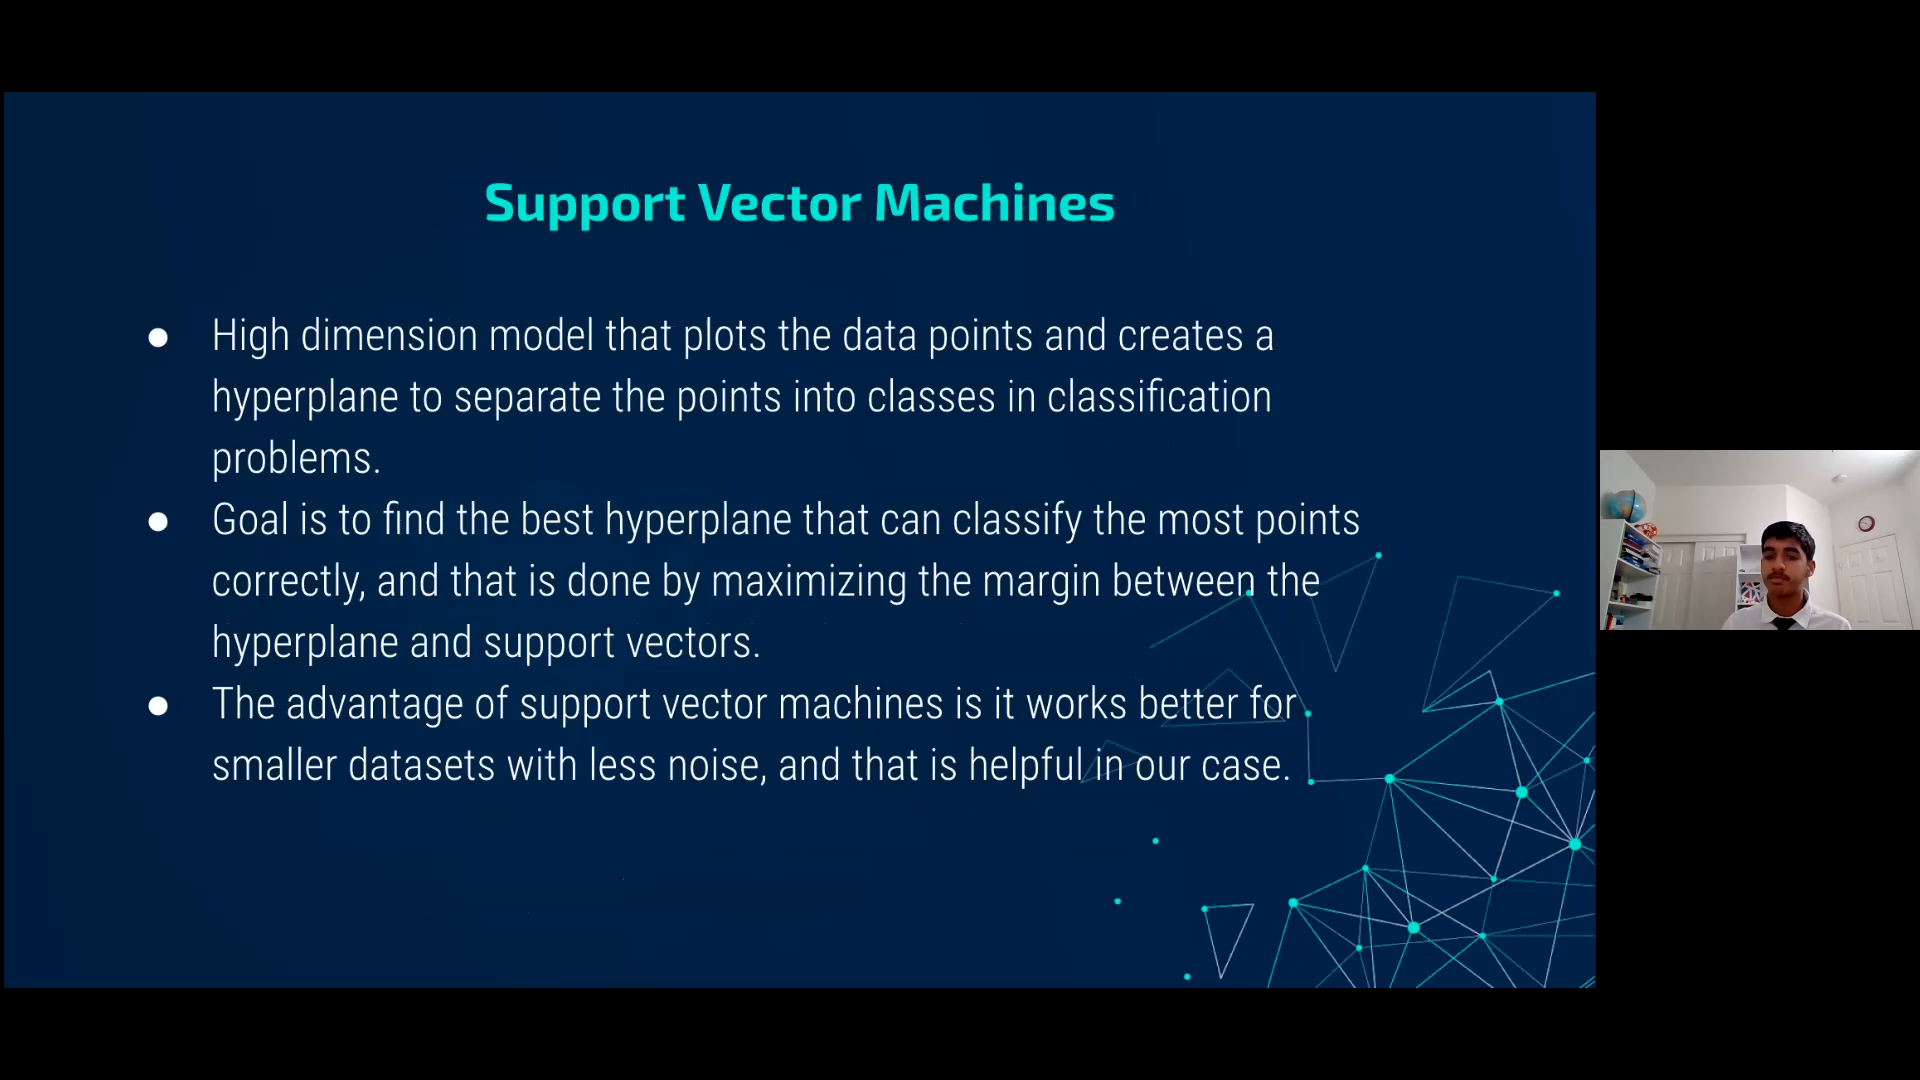 Support Vector Machines
● High dimension model that plots the data points and creates a
hyperplane to separate the points into classes in classification
problems.
● Goal is to find the best hyperplane that can classify the most points
correctly, and that is done by maximizing the margin between the
hyperplane and support vectors.
● The advantage of support vector machines is it works better for
smaller datasets with less noise, and that is helpful in our case.